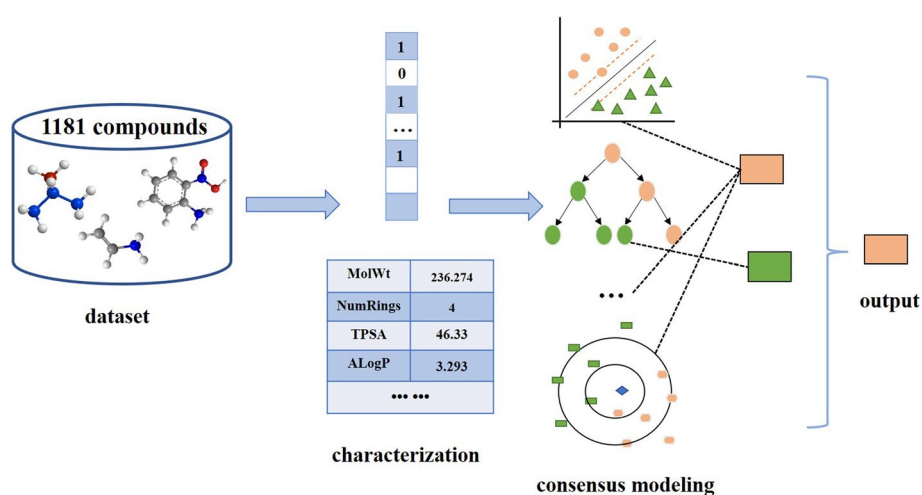 1181 compounds
dataset
1
0
1
...
1
MolWt 236.274
NumRings 4
TPSA 46.33
ALogP 3.293
... ...
characterization
...
consensus modeling
output